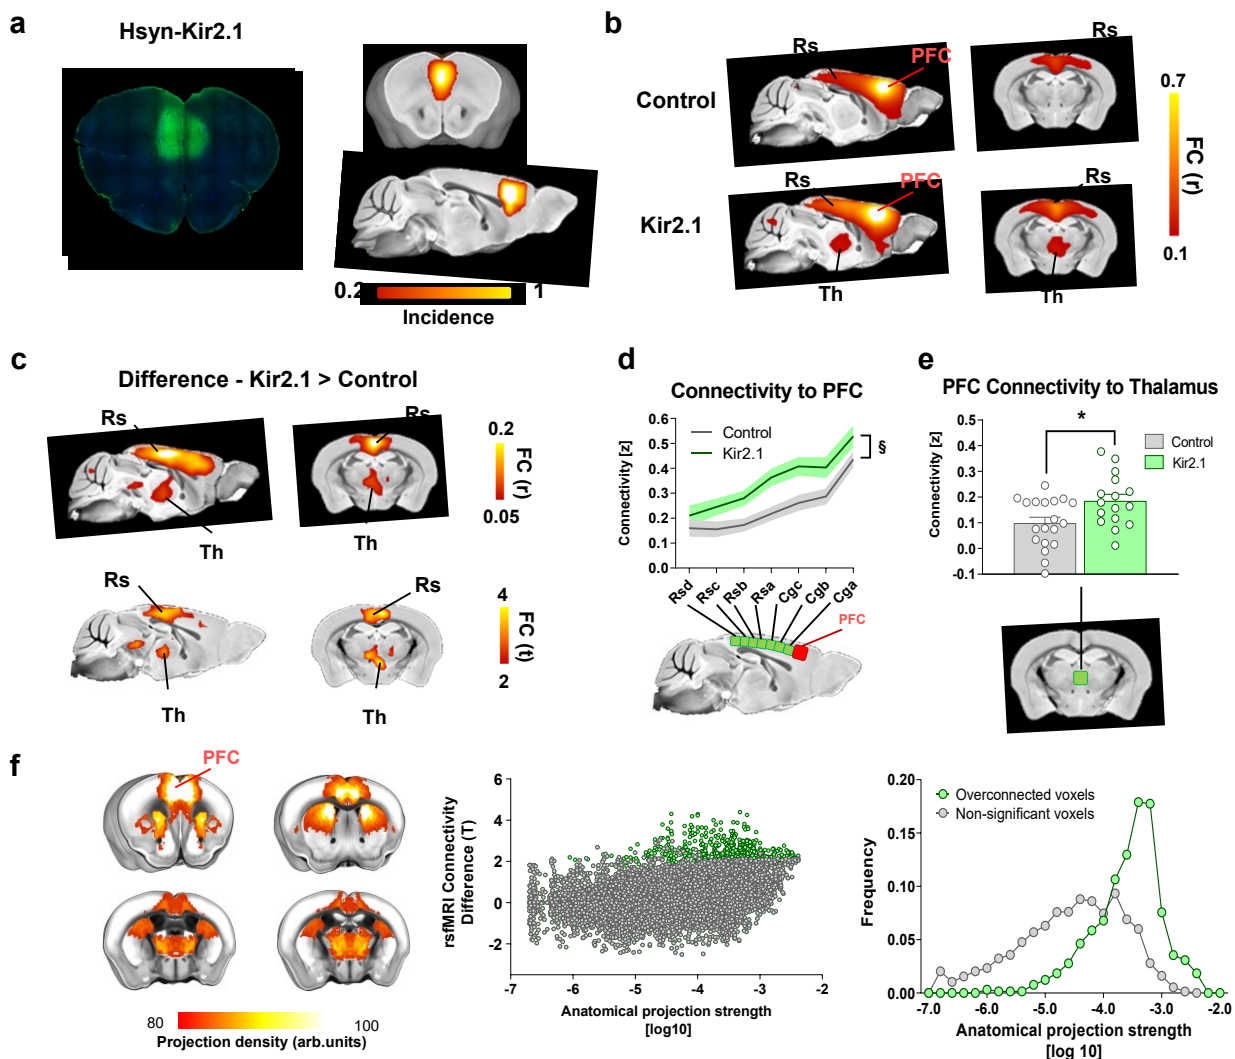 a
Hsyn-Kir2.1
0.2
1
Incidence
b
Rs
PFC
Rs
Control
Rs
PFC
Rs
Kir2.1
Th
Th
0.7
FC (r)
0.1
c
Difference - Kir2.1 > Control
Rs
Rs
Th
Th
0.2
FC (r)
0.05
Rs
Rs
Th
Th
4
FC (t)
2
d
Connectivity to PFC
Connectivity [z]
0.6
0.5
0.4
0.3
0.2
0.1
0.0
Control
Kir2.1
§
Rsd
Rsc
Rsb
Rsa
Cgc
Cgb
Cga
PFC
e
PFC Connectivity to Thalamus
Connectivity [z]
0.5
0.4
0.3
0.2
0.1
0.0
-0.1
*
Control
Kir2.1
f
PFC
80
100
Projection density (arb.units)
rsfMRI Connectivity
Difference (T)
6
4
2
0
-2
-7
-6
-5
-4
-3
-2
Anatomical projection strength
[log10]
Frequency
0.20
0.15
0.10
0.05
0.00
Overconnected voxels
Non-significant voxels
-7.0
-6.0
-5.0
-4.0
-3.0
-2.0
Anatomical projection strength
[log 10]